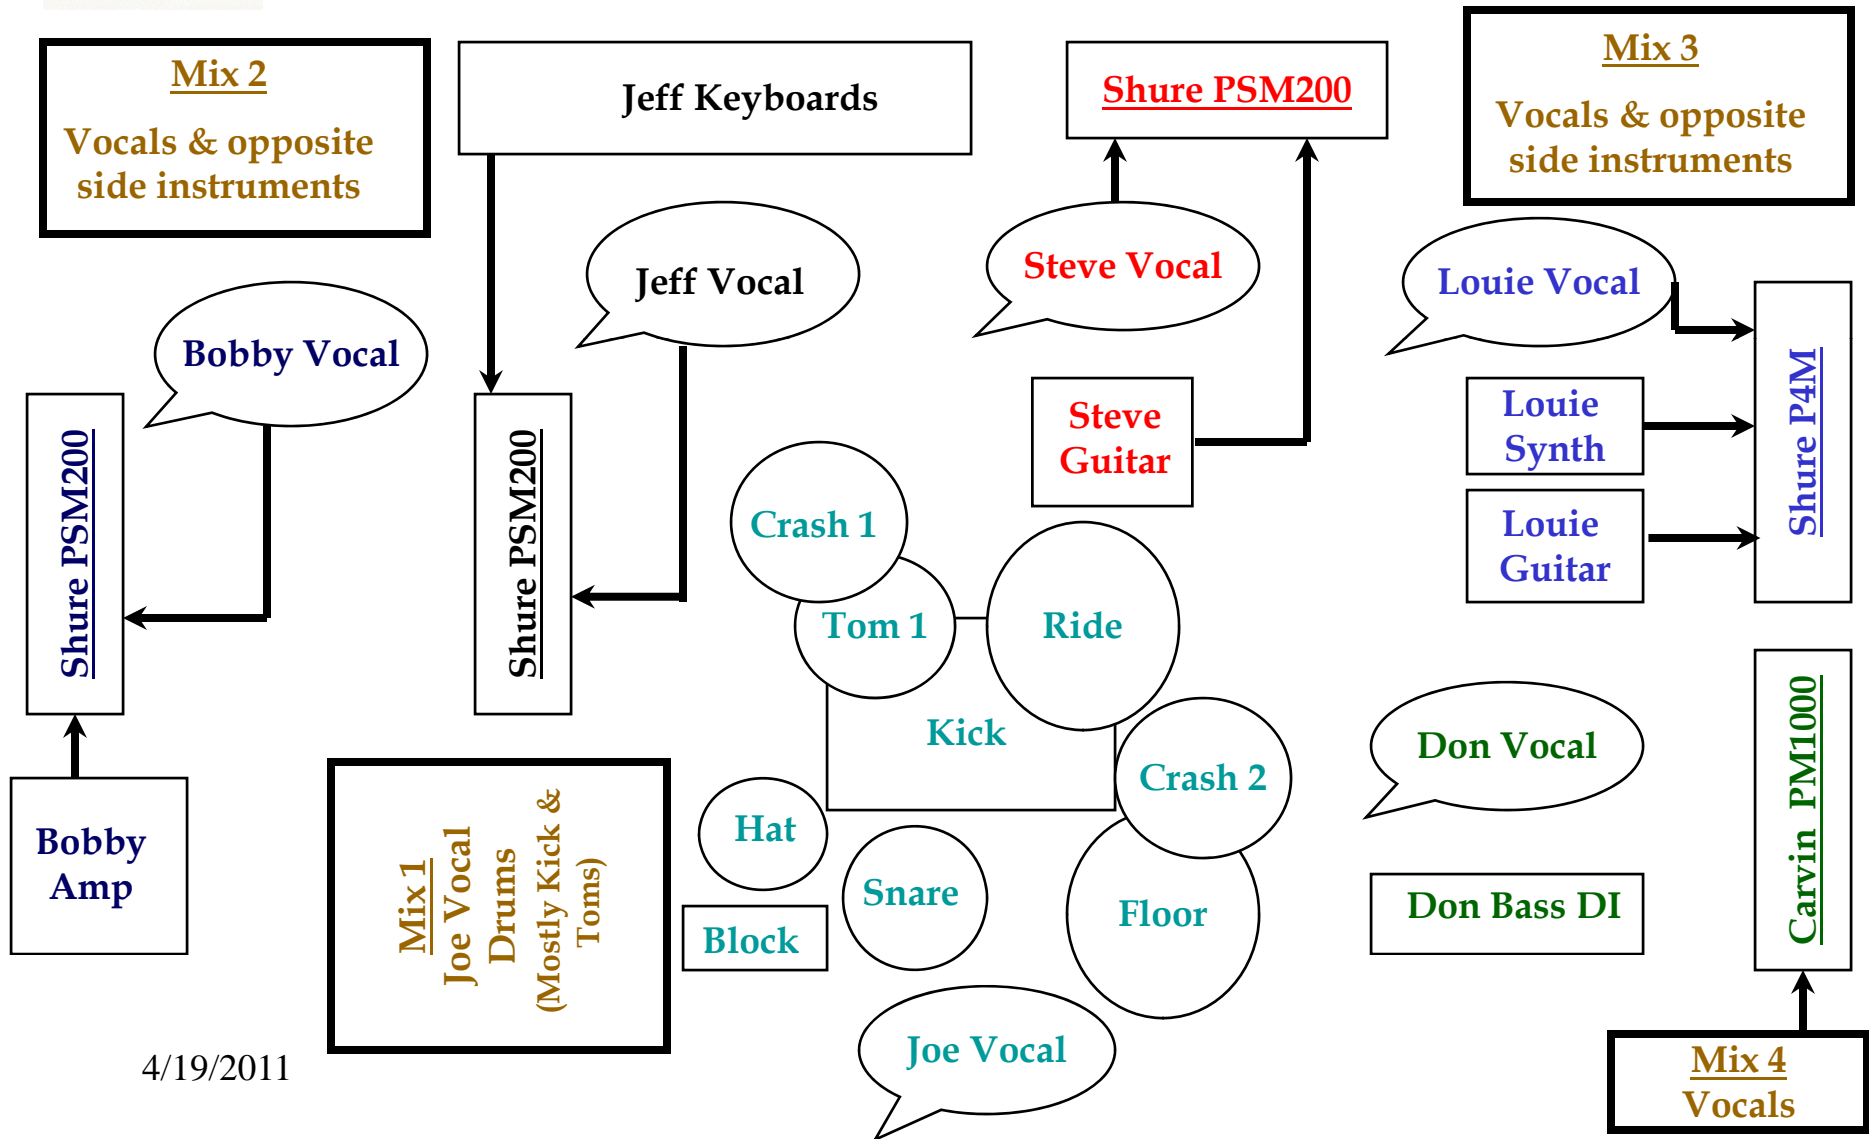 Mix 2
Vocals & opposite
side instruments
Jeff Keyboards
Shure PSM200
Mix 3
Vocals & opposite
side instruments
Bobby Vocal
Jeff Vocal
Steve Vocal
Louie Vocal
Shure PSM200
Shure PSM200
Steve
Guitar
Louie
Synth
Louie
Guitar
Shure P4M
Crash 1
Tom 1
Ride
Kick
Crash 2
Hat
Snare
Floor
Block
Joe Vocal
Don Vocal
Don Bass DI
Carvin PM1000
Bobby
Amp
Mix 1
Joe Vocal
Drums
(Mostly Kick &
Toms)
Mix 4
Vocals
4/19/2011